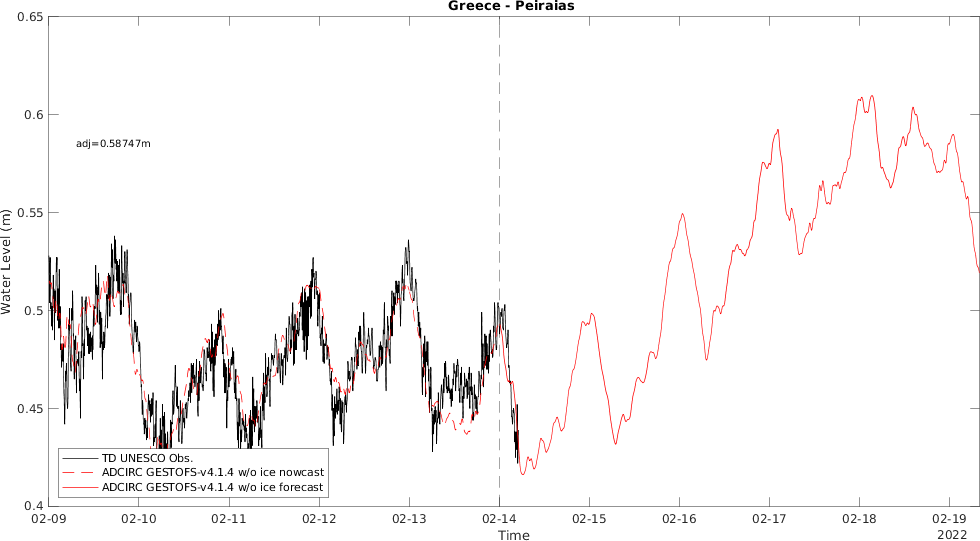 Greece - Peiraias
0.65
0.6
0.55
0.5
0.45
0.4
Water Level (m)
adj=0.58747m
TD UNESCO Obs.
ADCIRC GESTOFS-v4.1.4 w/o ice nowcast
ADCIRC GESTOFS-v4.1.4 w/o ice forecast
02-09 02-10 02-11 02-12 02-13 02-14 02-15 02-16 02-17 02-18 02-19
Time
2022